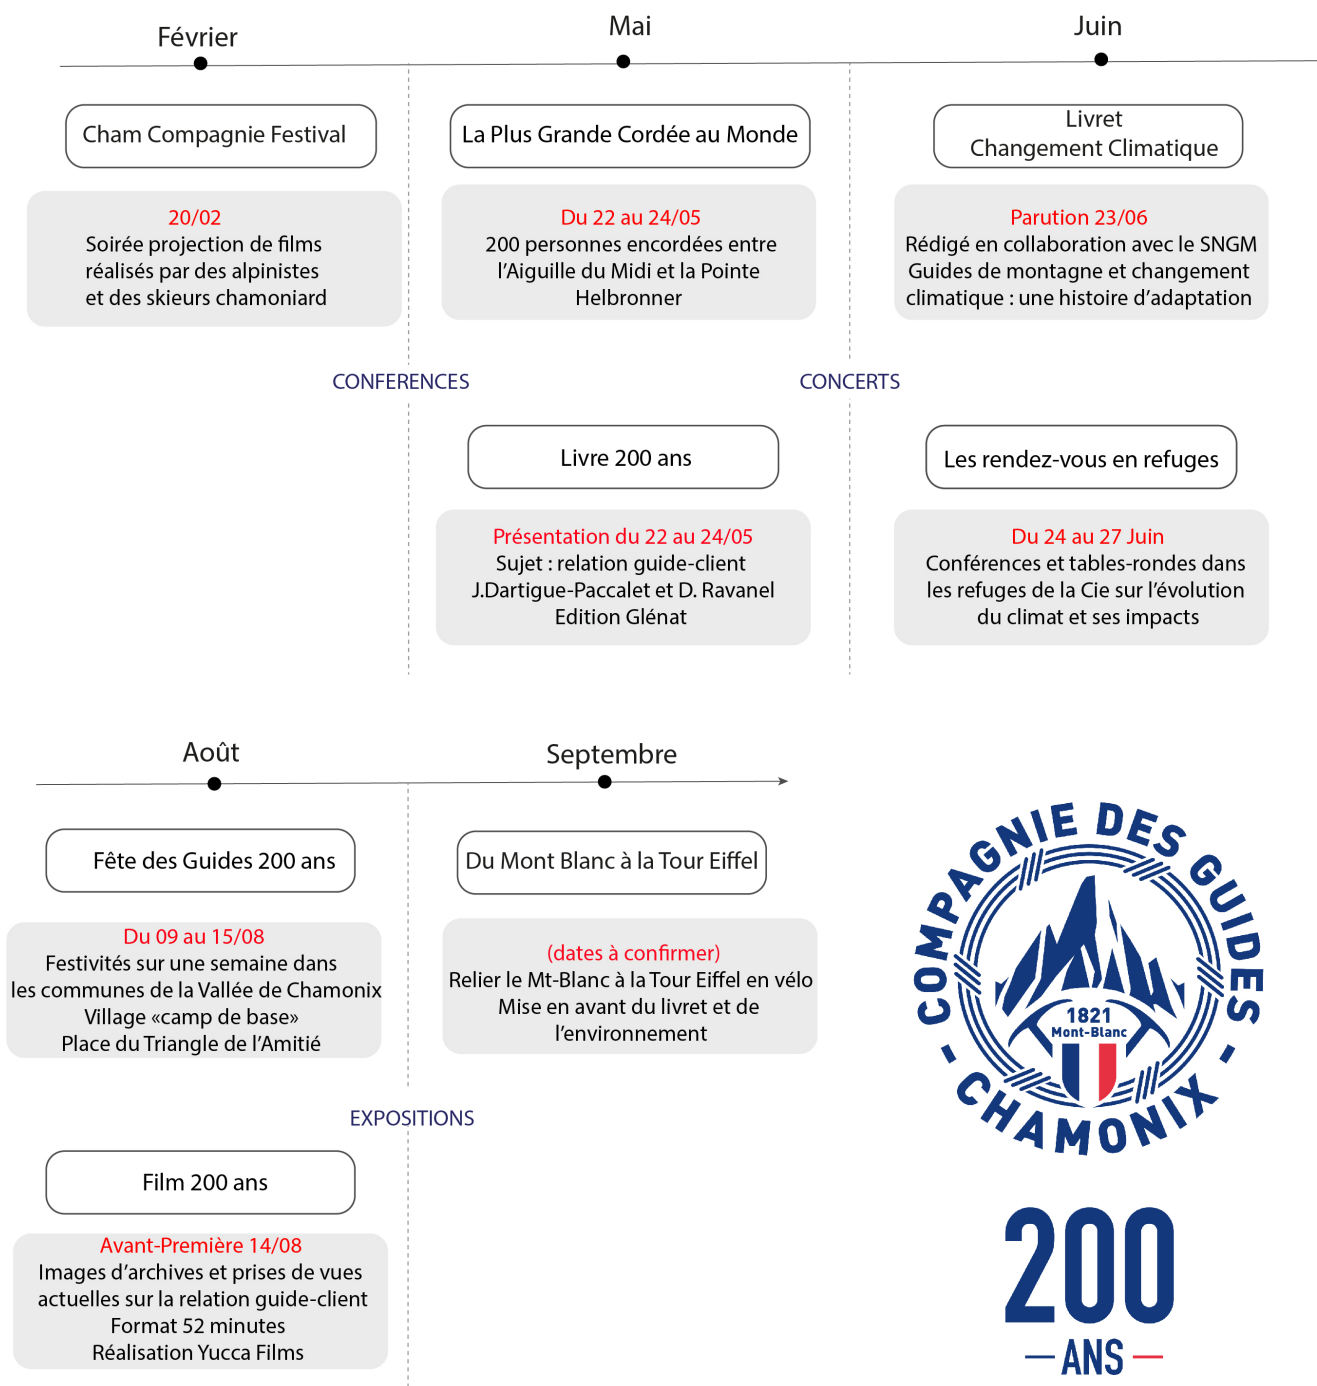 Février
Mai
Juin
Cham Compagnie Festival
20/02
Soirée projection de films
réalisés par des alpinistes
et des skieurs chamoniard
La Plus Grande Cordée au Monde
Du 22 au 24/05
200 personnes encordées entre
l'Aiguille du Midi et la Pointe
Helbronner
Livret
Changement Climatique
Parution 23/06
Rédigé en collaboration avec le SNGM
Guides de montagne et changement
climatique : une histoire d'adaptation
CONFERENCES
CONCERTS
Livre 200 ans
Présentation du 22 au 24/05
Sujet : relation guide-client
J.Dartigue-Paccalet et D. Ravanel
Edition Glénat
Les rendez-vous en refuges
Du 24 au 27 Juin
Conférences et tables-rondes dans
les refuges de la Cie sur l'évolution
du climat et ses impacts
Août
Septembre
Fête des Guides 200 ans
Du 09 au 15/08
Festivités sur une semaine dans
les communes de la Vallée de Chamonix
Village «camp de base»
Place du Triangle de l'Amitié
Du Mont Blanc à la Tour Eiffel
(dates à confirmer)
Relier le Mt-Blanc à la Tour Eiffel en vélo
Mise en avant du livret et de
l'environnement
EXPOSITIONS
Film 200 ans
Avant-Première 14/08
Images d'archives et prises de vues
actuelles sur la relation guide-client
Format 52 minutes
Réalisation Yucca Films
COMPAGNIE DES GUIDES
1821
Mont-Blanc
- CHAMONIX -
200
— ANS —